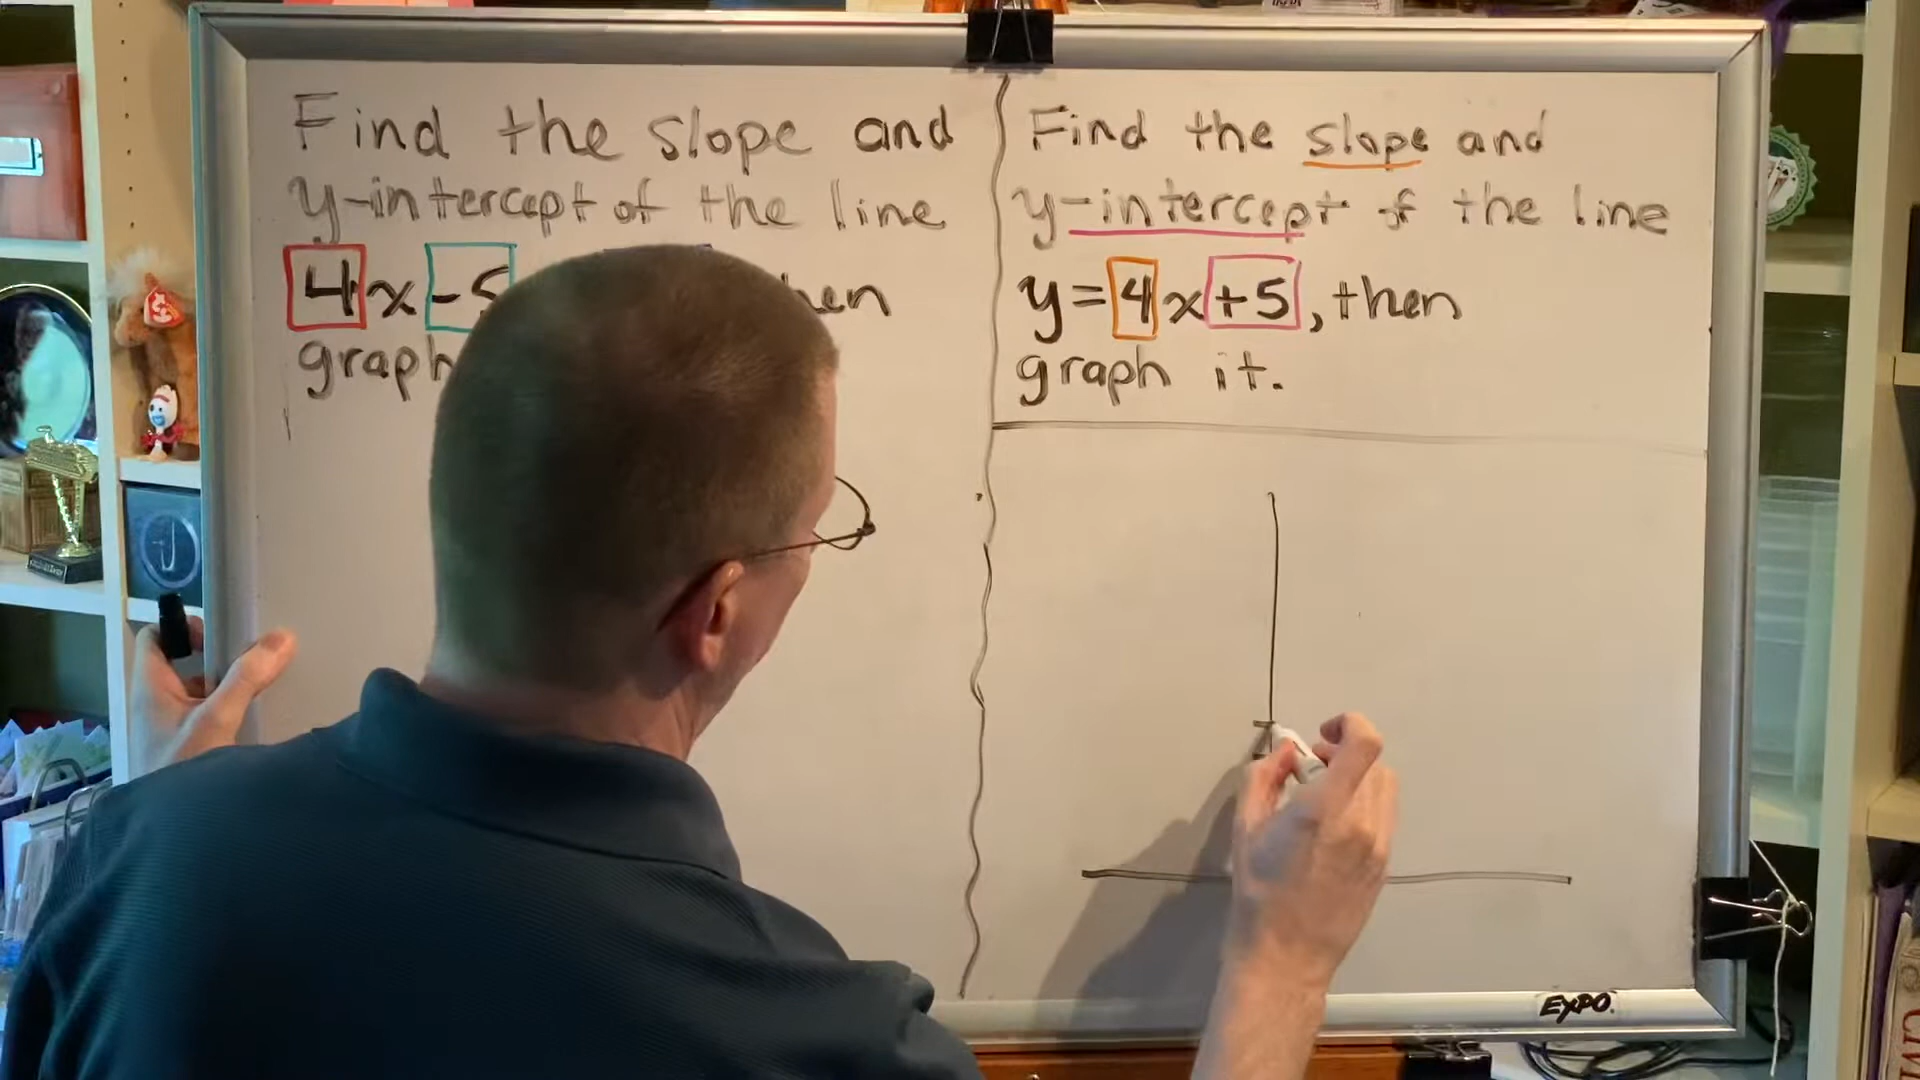 Find the slope and
y-intercept of the line
4x-5
graph
Find the slope and
y-intercept of the line
y=4x+5, then
graph it.
EXPO